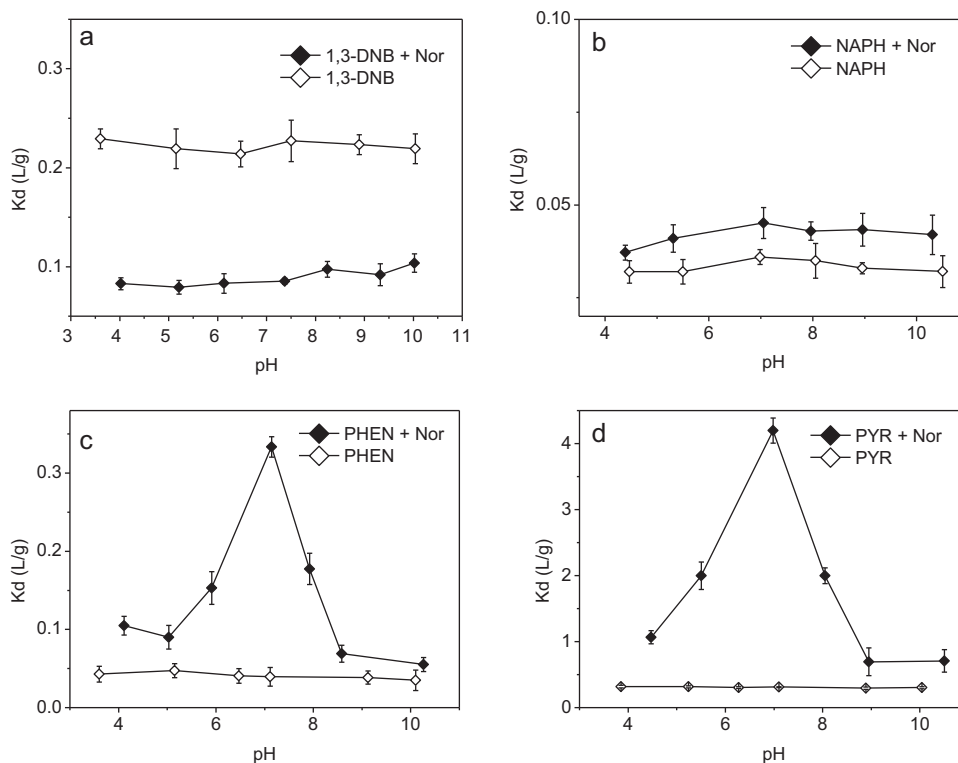 a
1,3-DNB + Nor
1,3-DNB
0.3
0.2
0.1
Kd (L/g)
3 4 5 6 7 8 9 10 11
pH
b
NAPH + Nor
NAPH
0.10
0.05
Kd (L/g)
4 6 8 10
pH
c
PHEN + Nor
PHEN
0.3
0.2
0.1
0.0
Kd (L/g)
4 6 8 10
pH
d
PYR + Nor
PYR
4
3
2
1
0
Kd (L/g)
4 6 8 10
pH